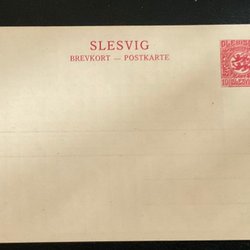 SLESVIG
BREVKORT — POSTKARTE